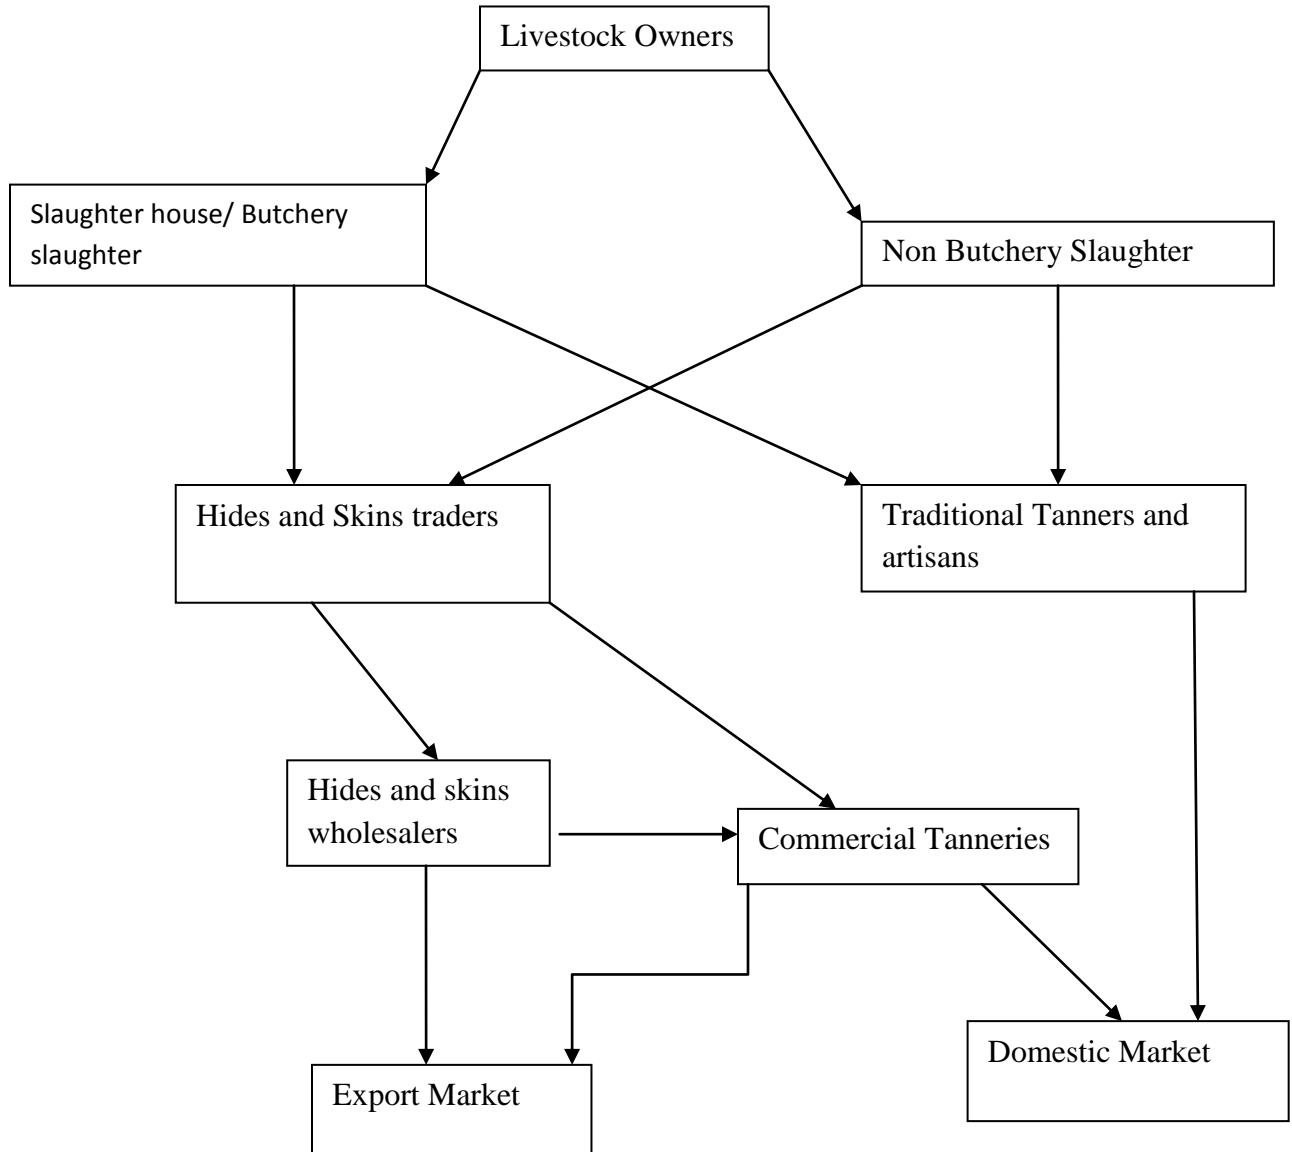 Livestock Owners
Slaughter house/ Butchery
slaughter
Non Butchery Slaughter
Hides and Skins traders
Traditional Tanners and
artisans
Hides and skins
wholesalers
Commercial Tanneries
Domestic Market
Export Market